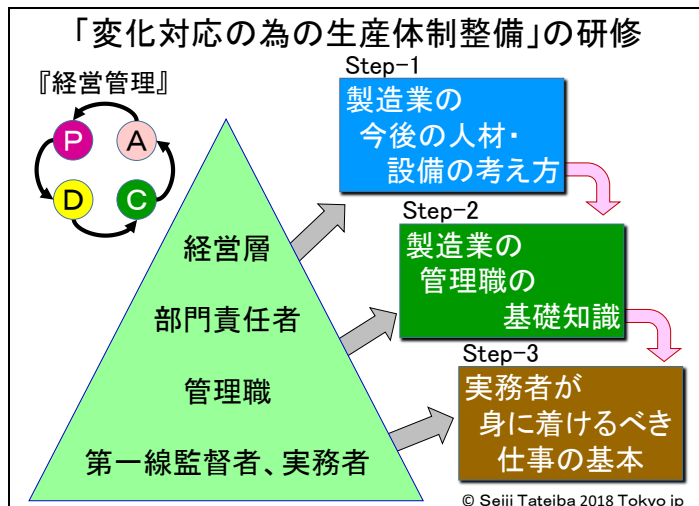 「変化対応の為の生産体制整備」の研修
『経営管理』
P
A
D
C
経営層
部門責任者
管理職
第一線監督者、実務者
Step-1
製造業の
今後の人材・
設備の考え方
Step-2
製造業の
管理職の
基礎知識
Step-3
実務者が
身に着けるべき
仕事の基本
© Seiji Tateiba 2018 Tokyo jp